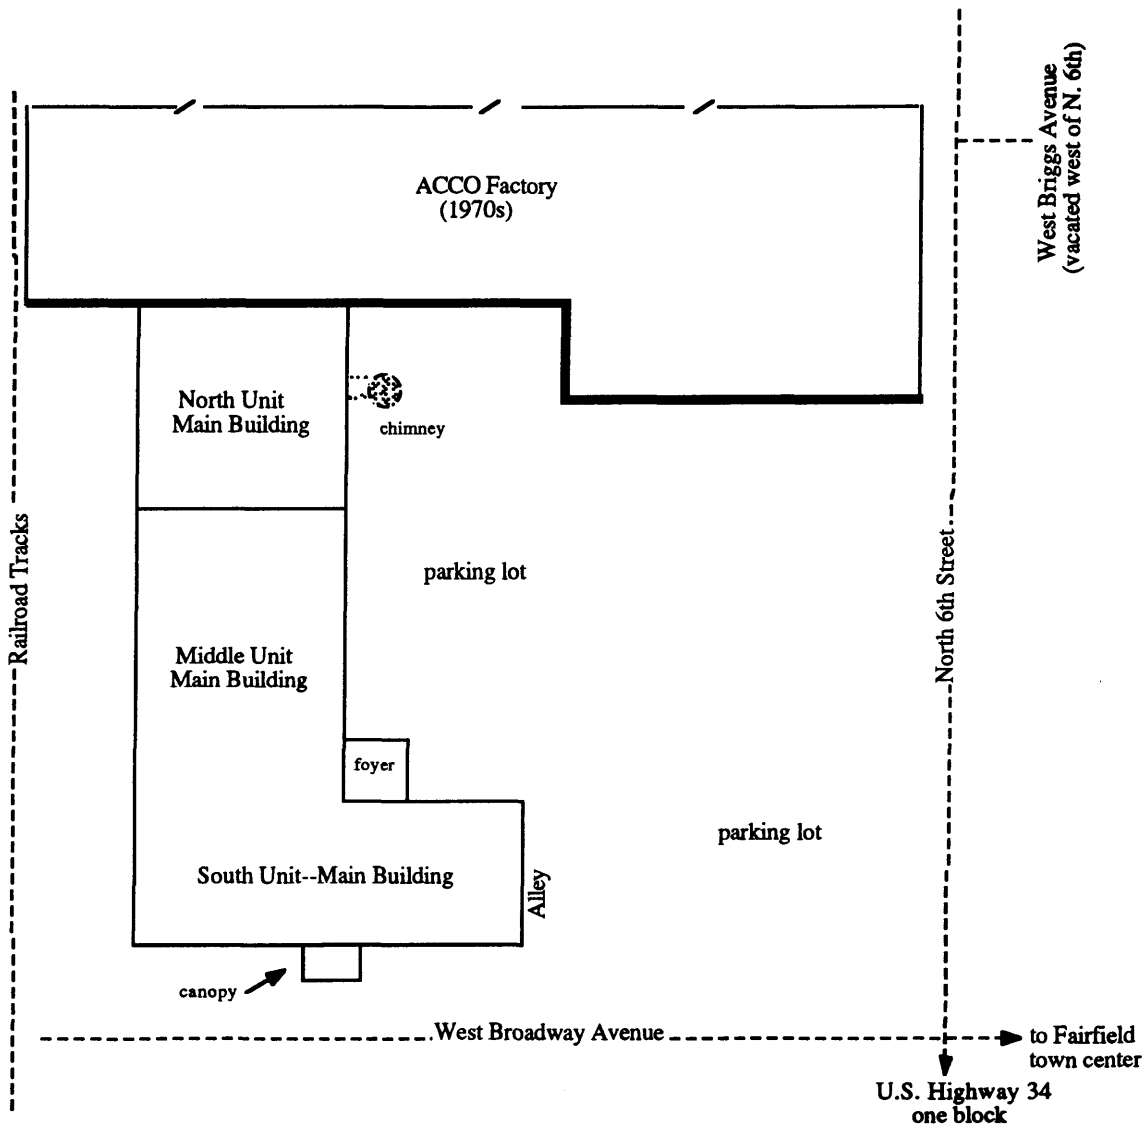 West Briggs Avenue
(vacated west of N. 6th)
ACCO Factory
(1970s)
North Unit
Main Building
chimney
Railroad Tracks
parking lot
North 6th Street
Middle Unit
Main Building
foyer
parking lot
South Unit--Main Building
Alley
canopy
West Broadway Avenue
to Fairfield
town center
U.S. Highway 34
one block